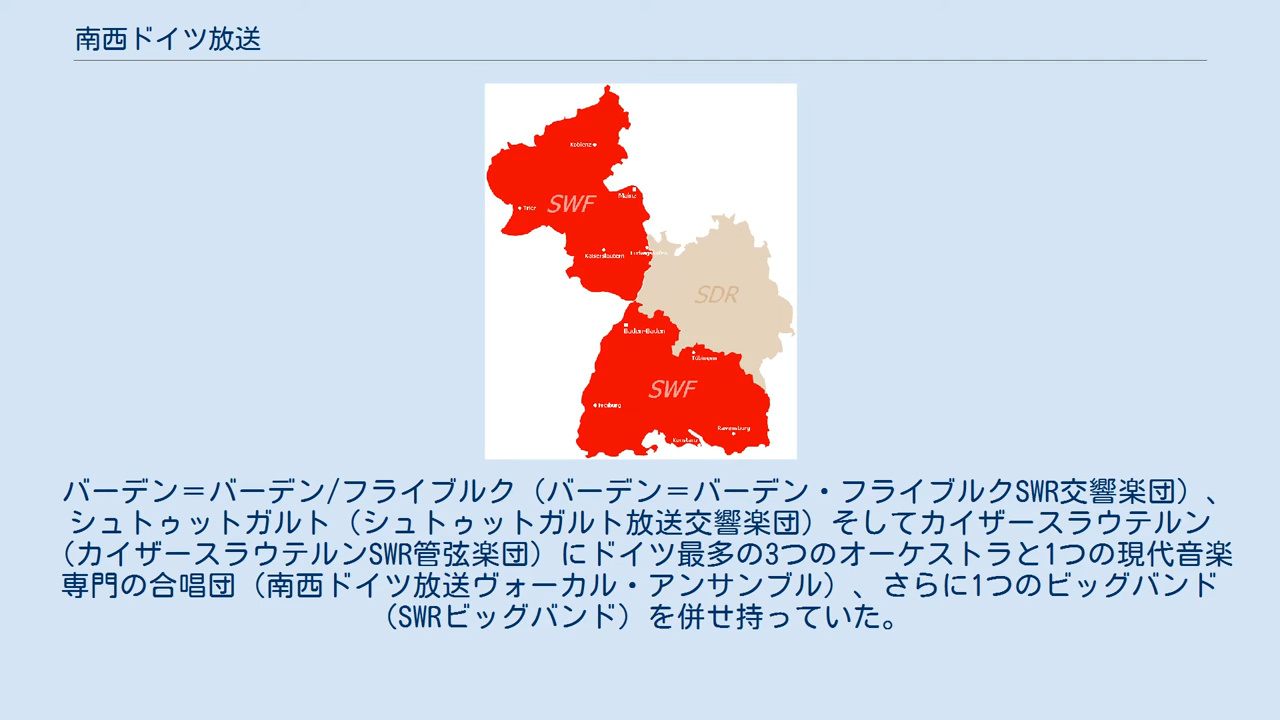 南西ドイツ放送
Koblenz
Mainz
SWF
Trier
Kaiserslautern
SDR
Baden-Baden
Tübingen
SWF
Freiburg
Ravensburg
Konstanz
バーデン＝バーデン/フライブルク（バーデン＝バーデン・フライブルクSWR交響楽団）、
シュトゥットガルト（シュトゥットガルト放送交響楽団）そしてカイザースラウテルン
（カイザースラウテルンSWR管弦楽団）にドイツ最多の3つのオーケストラと1つの現代音楽
専門の合唱団（南西ドイツ放送ヴォーカル・アンサンブル）、さらに1つのビッグバンド
（SWRビッグバンド）を併せ持っていた。